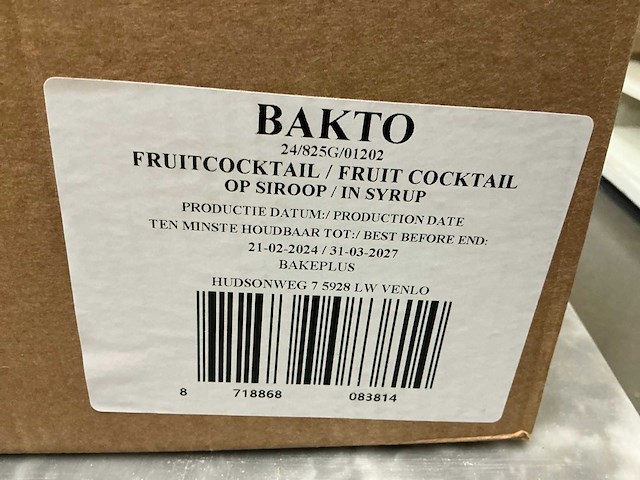 BAKTO
24/825G/01202
FRUITCOCKTAIL / FRUIT COCKTAIL
OP SIROOP / IN SYRUP
PRODUCTIE DATUM:/ PRODUCTION DATE
TEN MINSTE HOUDBAAR TOT:/ BEST BEFORE END:
21-02-2024 / 31-03-2027
BAKEPLUS
HUDSONWEG 7 5928 LW VENLO
8 718868 083814